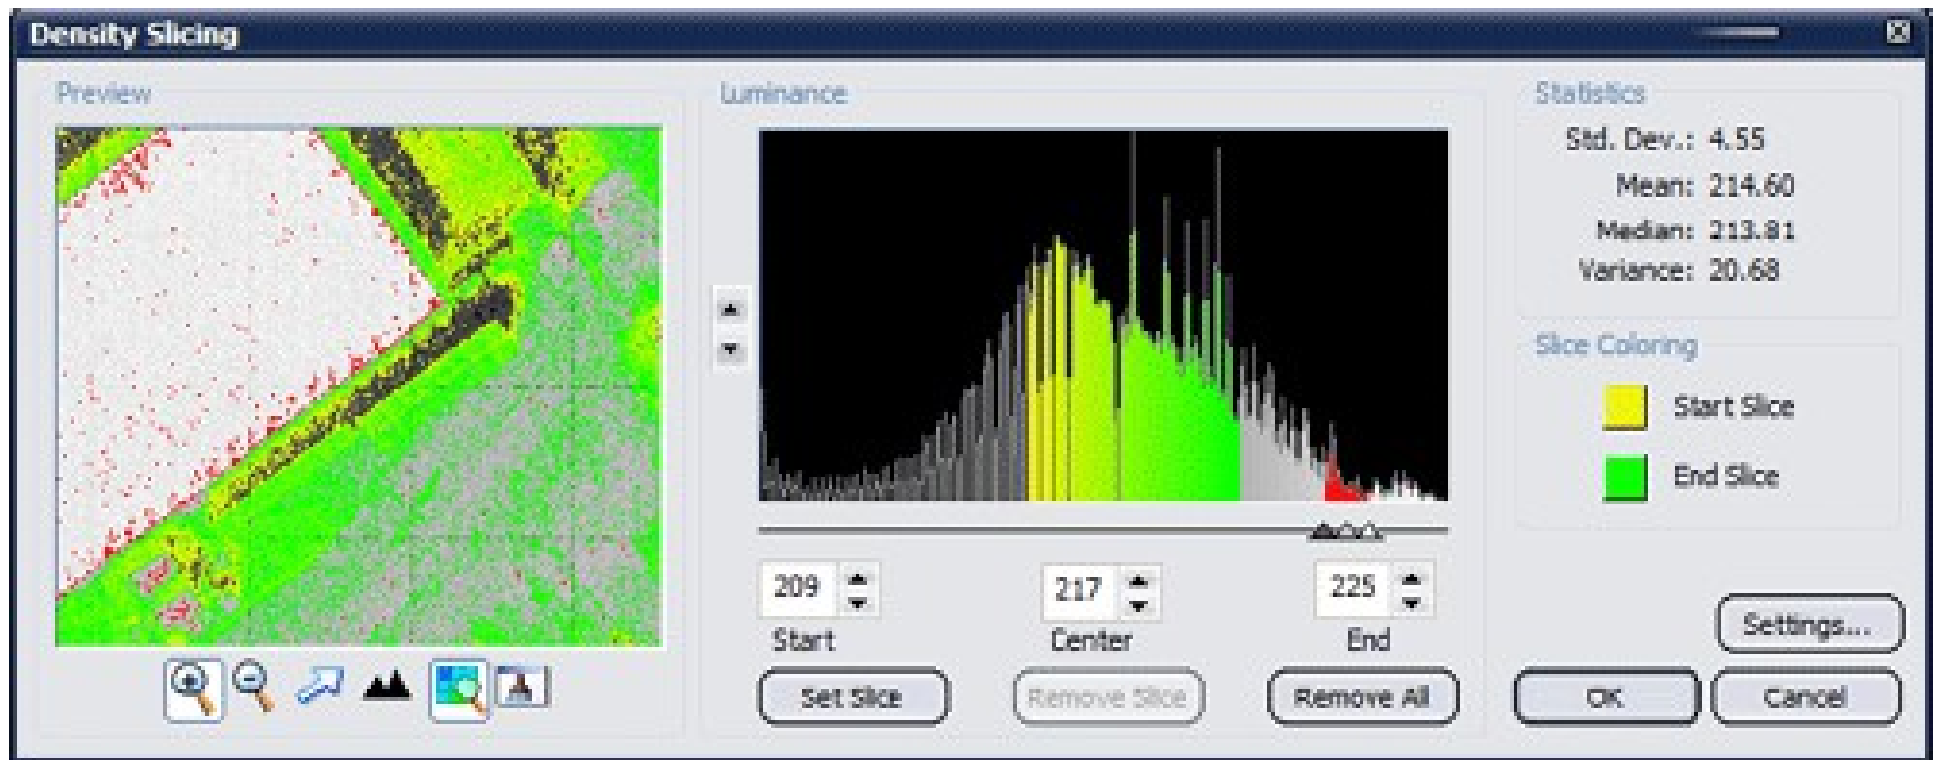 Density Slicing
Preview
Luminance
Statistics
Std. Dev.: 4.55
Mean: 214.60
Median: 213.81
Variance: 20.68
Slice Coloring
Start Slice
End Slice
209
217
225
Start
Center
End
Settings...
Set Slice
Remove Slice
Remove All
OK
Cancel